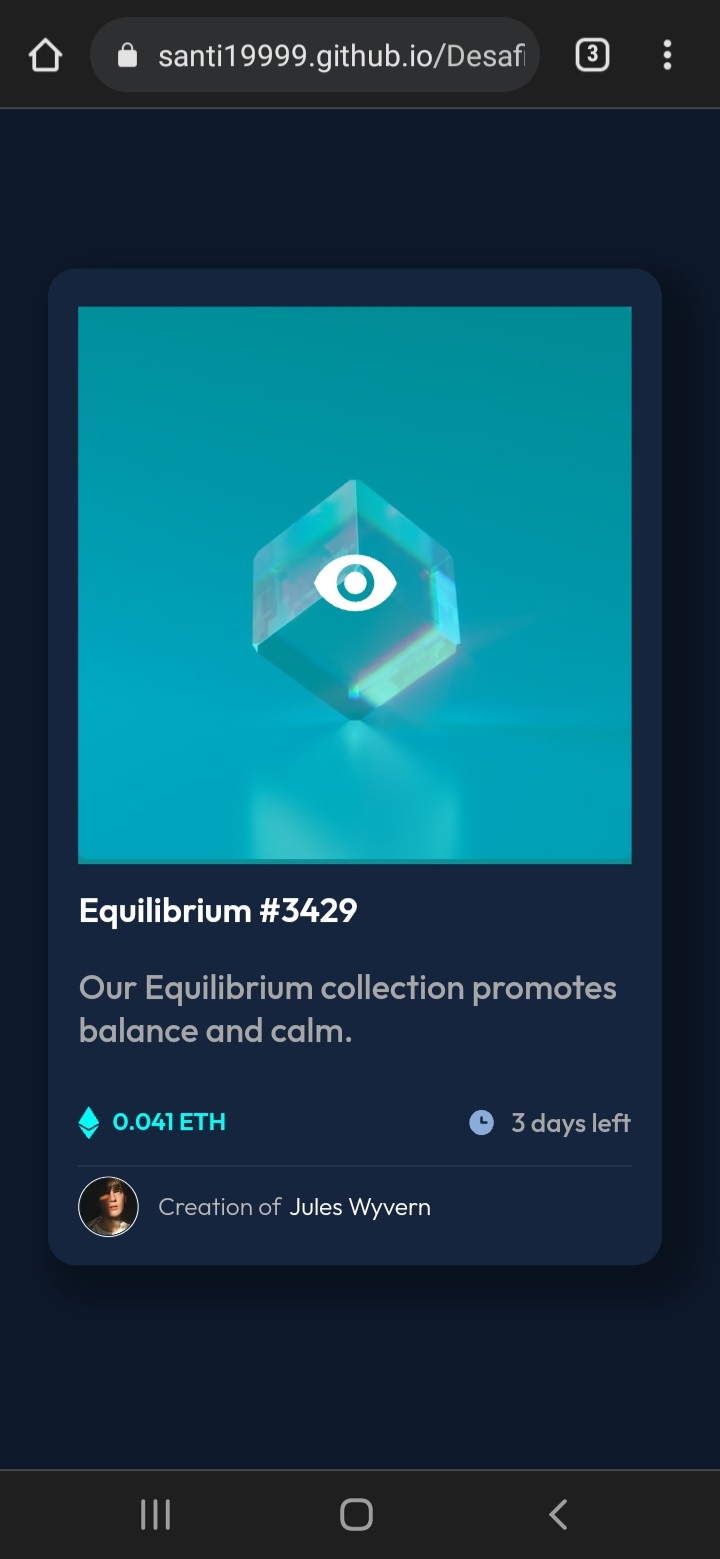 santi19999.github.io/Desafi
3
Equilibrium #3429
Our Equilibrium collection promotes
balance and calm.
0.041 ETH
3 days left
Creation of Jules Wyvern